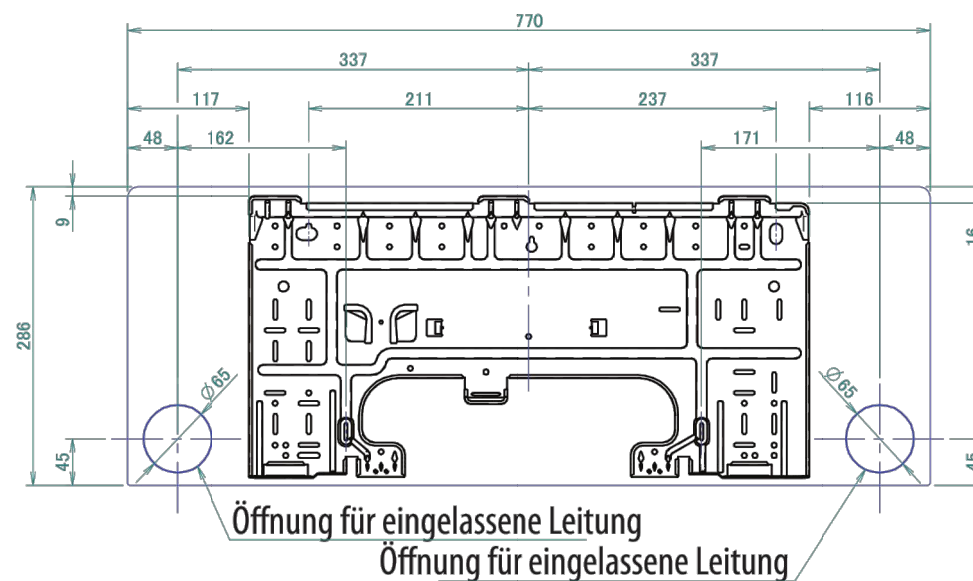 770
337 337
117 211 237 116
48 162 171 48
9
16
286
Ø65 Ø65
45 45
Öffnung für eingelassene Leitung
Öffnung für eingelassene Leitung